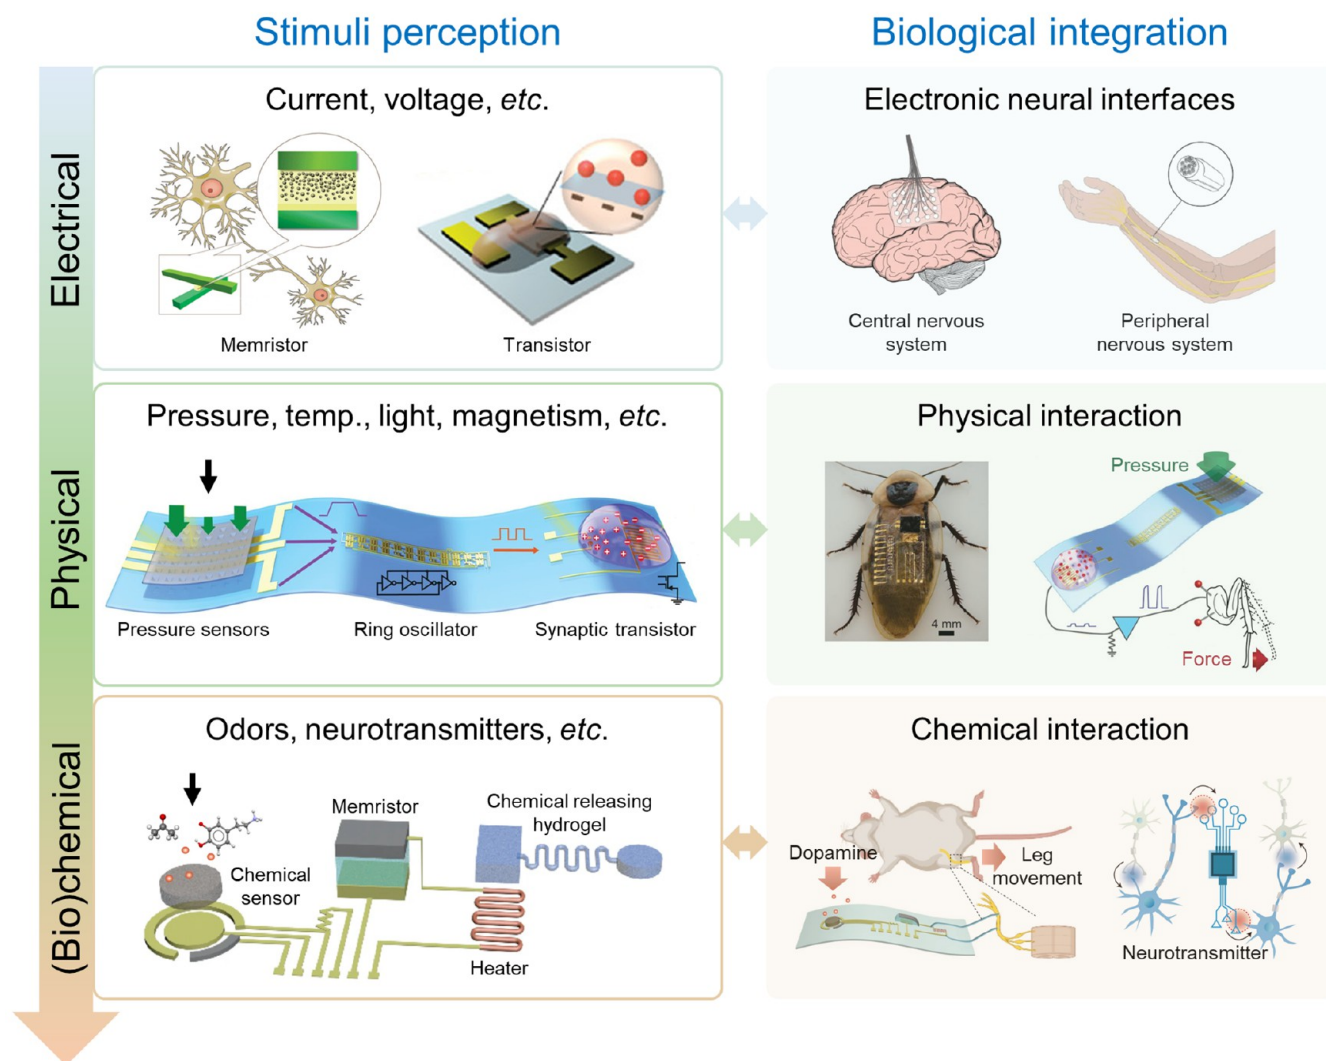 Stimuli perception
Biological integration
Electrical
Current, voltage, etc.
Memristor
Transistor
Electronic neural interfaces
Central nervous
system
Peripheral
nervous system
Physical
Pressure, temp., light, magnetism, etc.
Pressure sensors
Ring oscillator
Synaptic transistor
Physical interaction
4 mm
Pressure
Force
(Bio)chemical
Odors, neurotransmitters, etc.
Chemical
sensor
Memristor
Chemical releasing
hydrogel
Heater
Chemical interaction
Dopamine
Leg
movement
Neurotransmitter